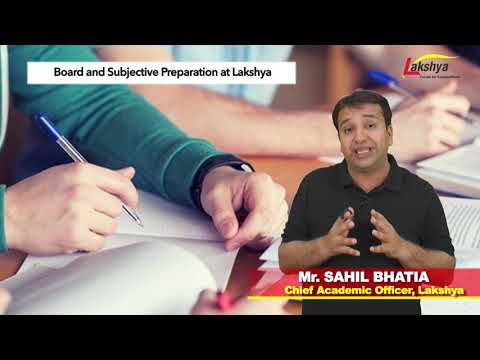 Board and Subjective Preparation at Lakshya
Lakshya
Mr. SAHIL BHATIA
Chief Academic Officer, Lakshya